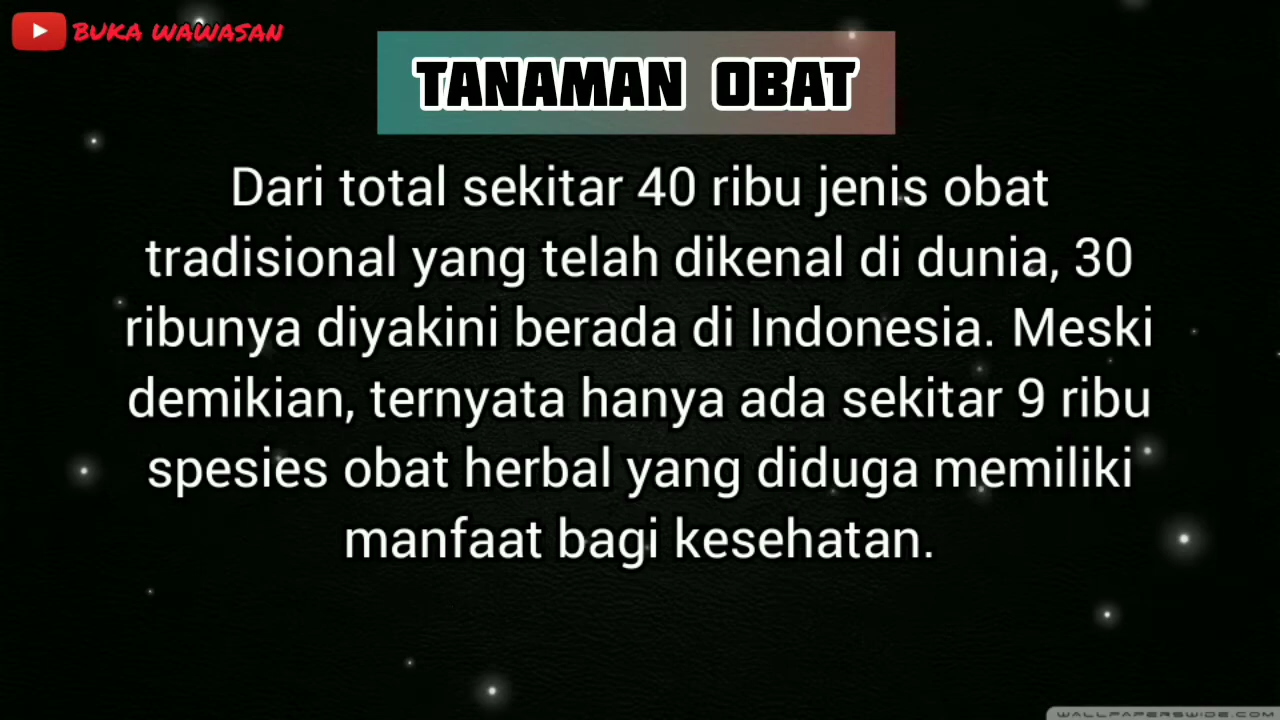 BUKA WAWASAN
TANAMAN OBAT
Dari total sekitar 40 ribu jenis obat
tradisional yang telah dikenal di dunia, 30
ribunya diyakini berada di Indonesia. Meski
demikian, ternyata hanya ada sekitar 9 ribu
spesies obat herbal yang diduga memiliki
manfaat bagi kesehatan.
WALLPAPERSWIDE.COM